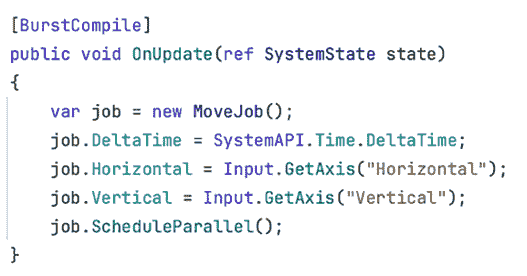 [BurstCompile]
public void OnUpdate(ref SystemState state)
{
    var job = new MoveJob();
    job.DeltaTime = SystemAPI.Time.DeltaTime;
    job.Horizontal = Input.GetAxis("Horizontal");
    job.Vertical = Input.GetAxis("Vertical");
    job.ScheduleParallel();
}